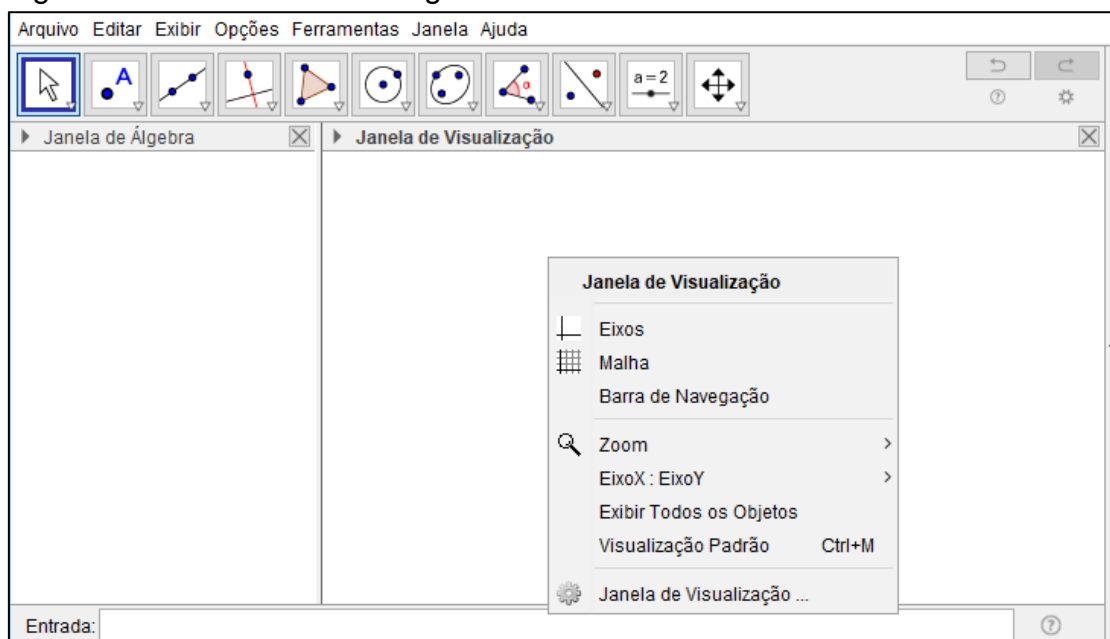 Arquivo Editar Exibir Opções Ferramentas Janela Ajuda
A
α
a=2
Janela de Álgebra
Janela de Visualização
Janela de Visualização
Eixos
Malha
Barra de Navegação
Zoom
EixoX : EixoY
Exibir Todos os Objetos
Visualização Padrão Ctrl+M
Janela de Visualização ...
Entrada: